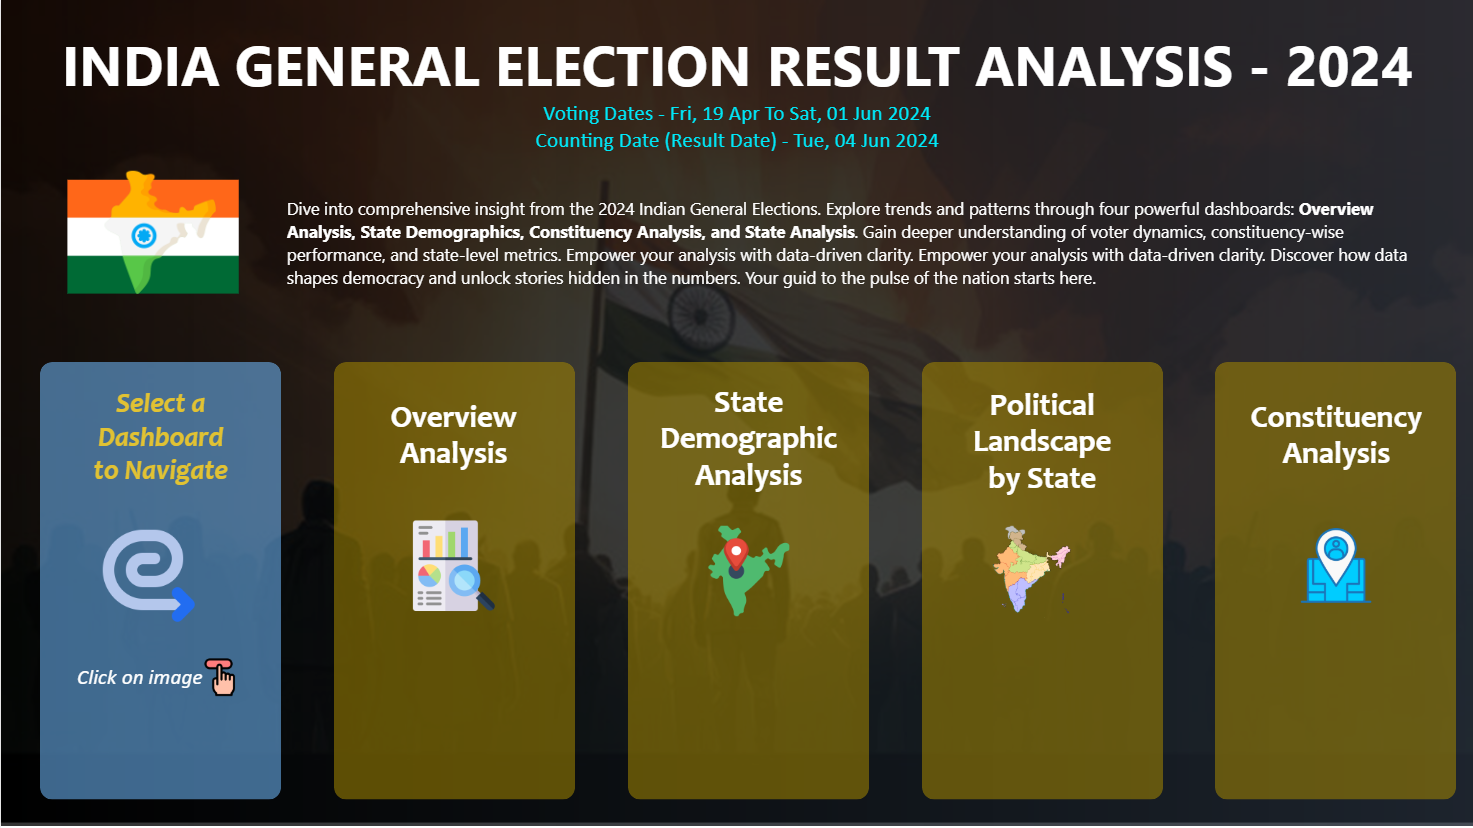 INDIA GENERAL ELECTION RESULT ANALYSIS - 2024
Voting Dates - Fri, 19 Apr To Sat, 01 Jun 2024
Counting Date (Result Date) - Tue, 04 Jun 2024
Dive into comprehensive insight from the 2024 Indian General Elections. Explore trends and patterns through four powerful dashboards: Overview
Analysis, State Demographics, Constituency Analysis, and State Analysis. Gain deeper understanding of voter dynamics, constituency-wise
performance, and state-level metrics. Empower your analysis with data-driven clarity. Empower your analysis with data-driven clarity. Discover how data
shapes democracy and unlock stories hidden in the numbers. Your guid to the pulse of the nation starts here.
Select a
Dashboard
to Navigate
Click on image
Overview
Analysis
State
Demographic
Analysis
Political
Landscape
by State
Constituency
Analysis